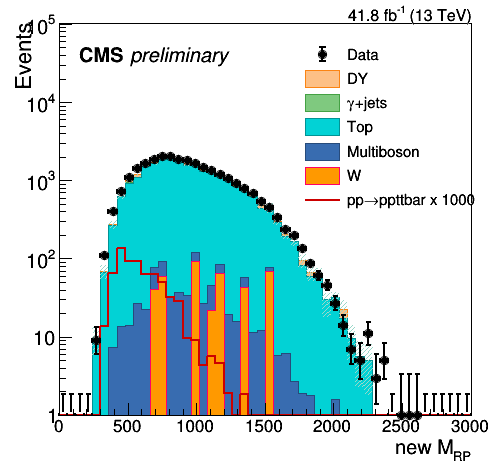 41.8 fb⁻¹ (13 TeV)
Events
10⁵
10⁴
10³
10²
10
1
CMS preliminary
Data
DY
γ+jets
Top
Multiboson
W
pp→ppttbar x 1000
0 500 1000 1500 2000 2500 3000
new M_RP